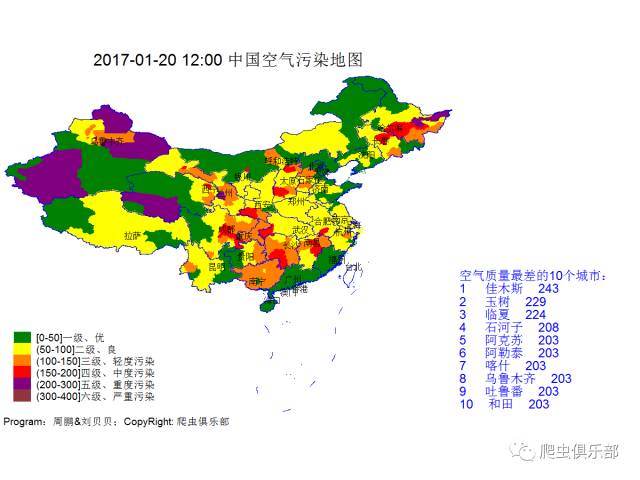 2017-01-20 12:00 中国空气污染地图
乌鲁木齐
哈尔滨
呼和浩特
太原
石家庄
济南
银川
西宁
兰州
郑州
西安
合肥
南京
上海
拉萨
成都
重庆
武汉
长沙
南昌
贵阳
昆明
福州
台北
南宁
广州
澳门
香港
海口
空气质量最差的10个城市：
1 佳木斯 243
2 玉树 229
3 临夏 224
4 石河子 208
5 阿克苏 203
6 阿勒泰 203
7 喀什 203
8 乌鲁木齐 203
9 吐鲁番 203
10 和田 203
[0-50]一级、优
(50-100]二级、良
(100-150]三级、轻度污染
(150-200]四级、中度污染
(200-300]五级、重度污染
(300-400]六级、严重污染
Program：周鹏&刘贝贝；CopyRight: 爬虫俱乐部
爬虫俱乐部